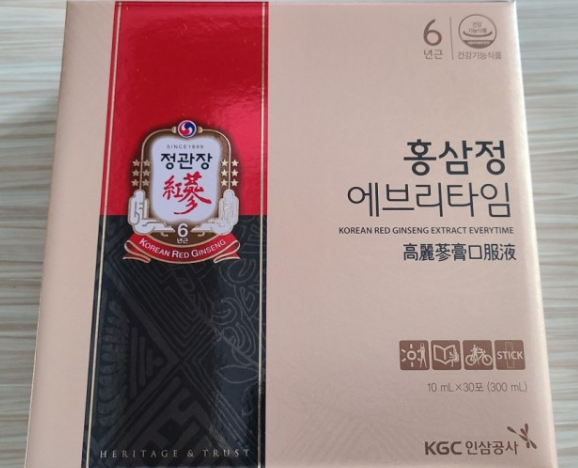 6
년근
건강기능식품
SINCE 1899
정관장
紅蔘
6
년근
KOREAN RED GINSENG
홍삼정
에브리타임
KOREAN RED GINSENG EXTRACT EVERYTIME
高麗蔘膏口服液
STICK
10 mL×30포 (300 mL)
HERITAGE & TRUST
KGC 인삼공사